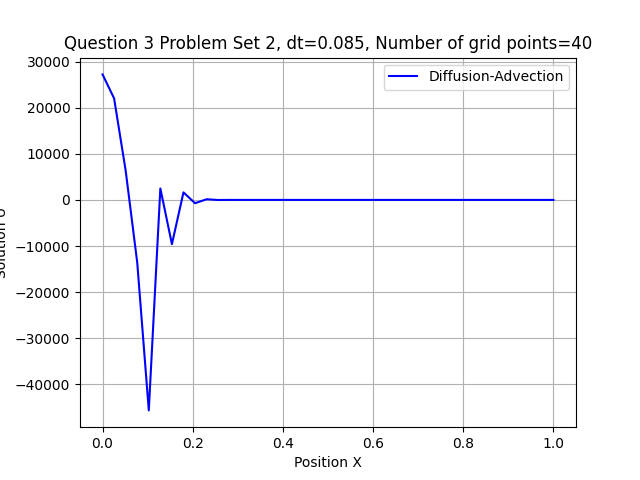 Question 3 Problem Set 2, dt=0.085, Number of grid points=40
Diffusion-Advection
30000
20000
10000
0
−10000
−20000
−30000
−40000
Solution U
0.0 0.2 0.4 0.6 0.8 1.0
Position X